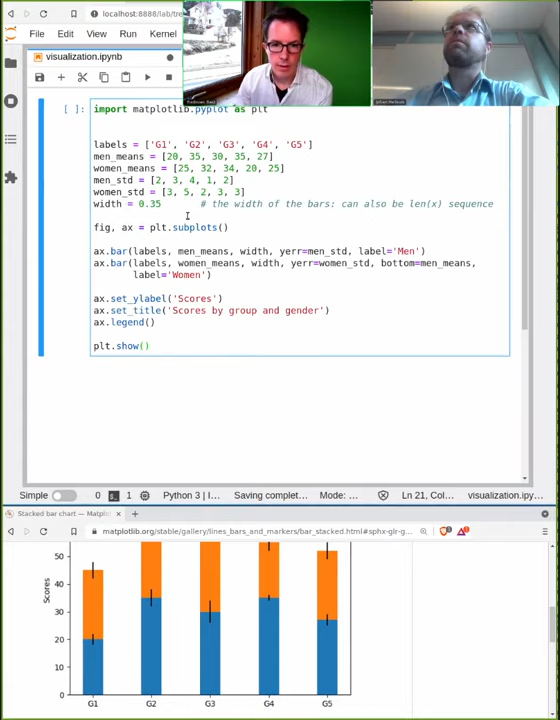 localhost:8888/lab/tre
File Edit View Run Kernel
visualization.ipynb
[ ]: import matplotlib.pyplot as plt
labels = ['G1', 'G2', 'G3', 'G4', 'G5']
men_means = [20, 35, 30, 35, 27]
women_means = [25, 32, 34, 20, 25]
men_std = [2, 3, 4, 1, 2]
women_std = [3, 5, 2, 3, 3]
width = 0.35 # the width of the bars: can also be len(x) sequence
fig, ax = plt.subplots()
ax.bar(labels, men_means, width, yerr=men_std, label='Men')
ax.bar(labels, women_means, width, yerr=women_std, bottom=men_means,
label='Women')
ax.set_ylabel('Scores')
ax.set_title('Scores by group and gender')
ax.legend()
plt.show()
Simple 0 1 Python 3 | I... Saving complet... Mode: ... Ln 21, Col... visualization.ipy...
Stacked bar chart — Matplot
matplotlib.org/stable/gallery/lines_bars_and_markers/bar_stacked.html#sphx-glr-g...
50
40
30
20
10
0
Scores
G1 G2 G3 G4 G5